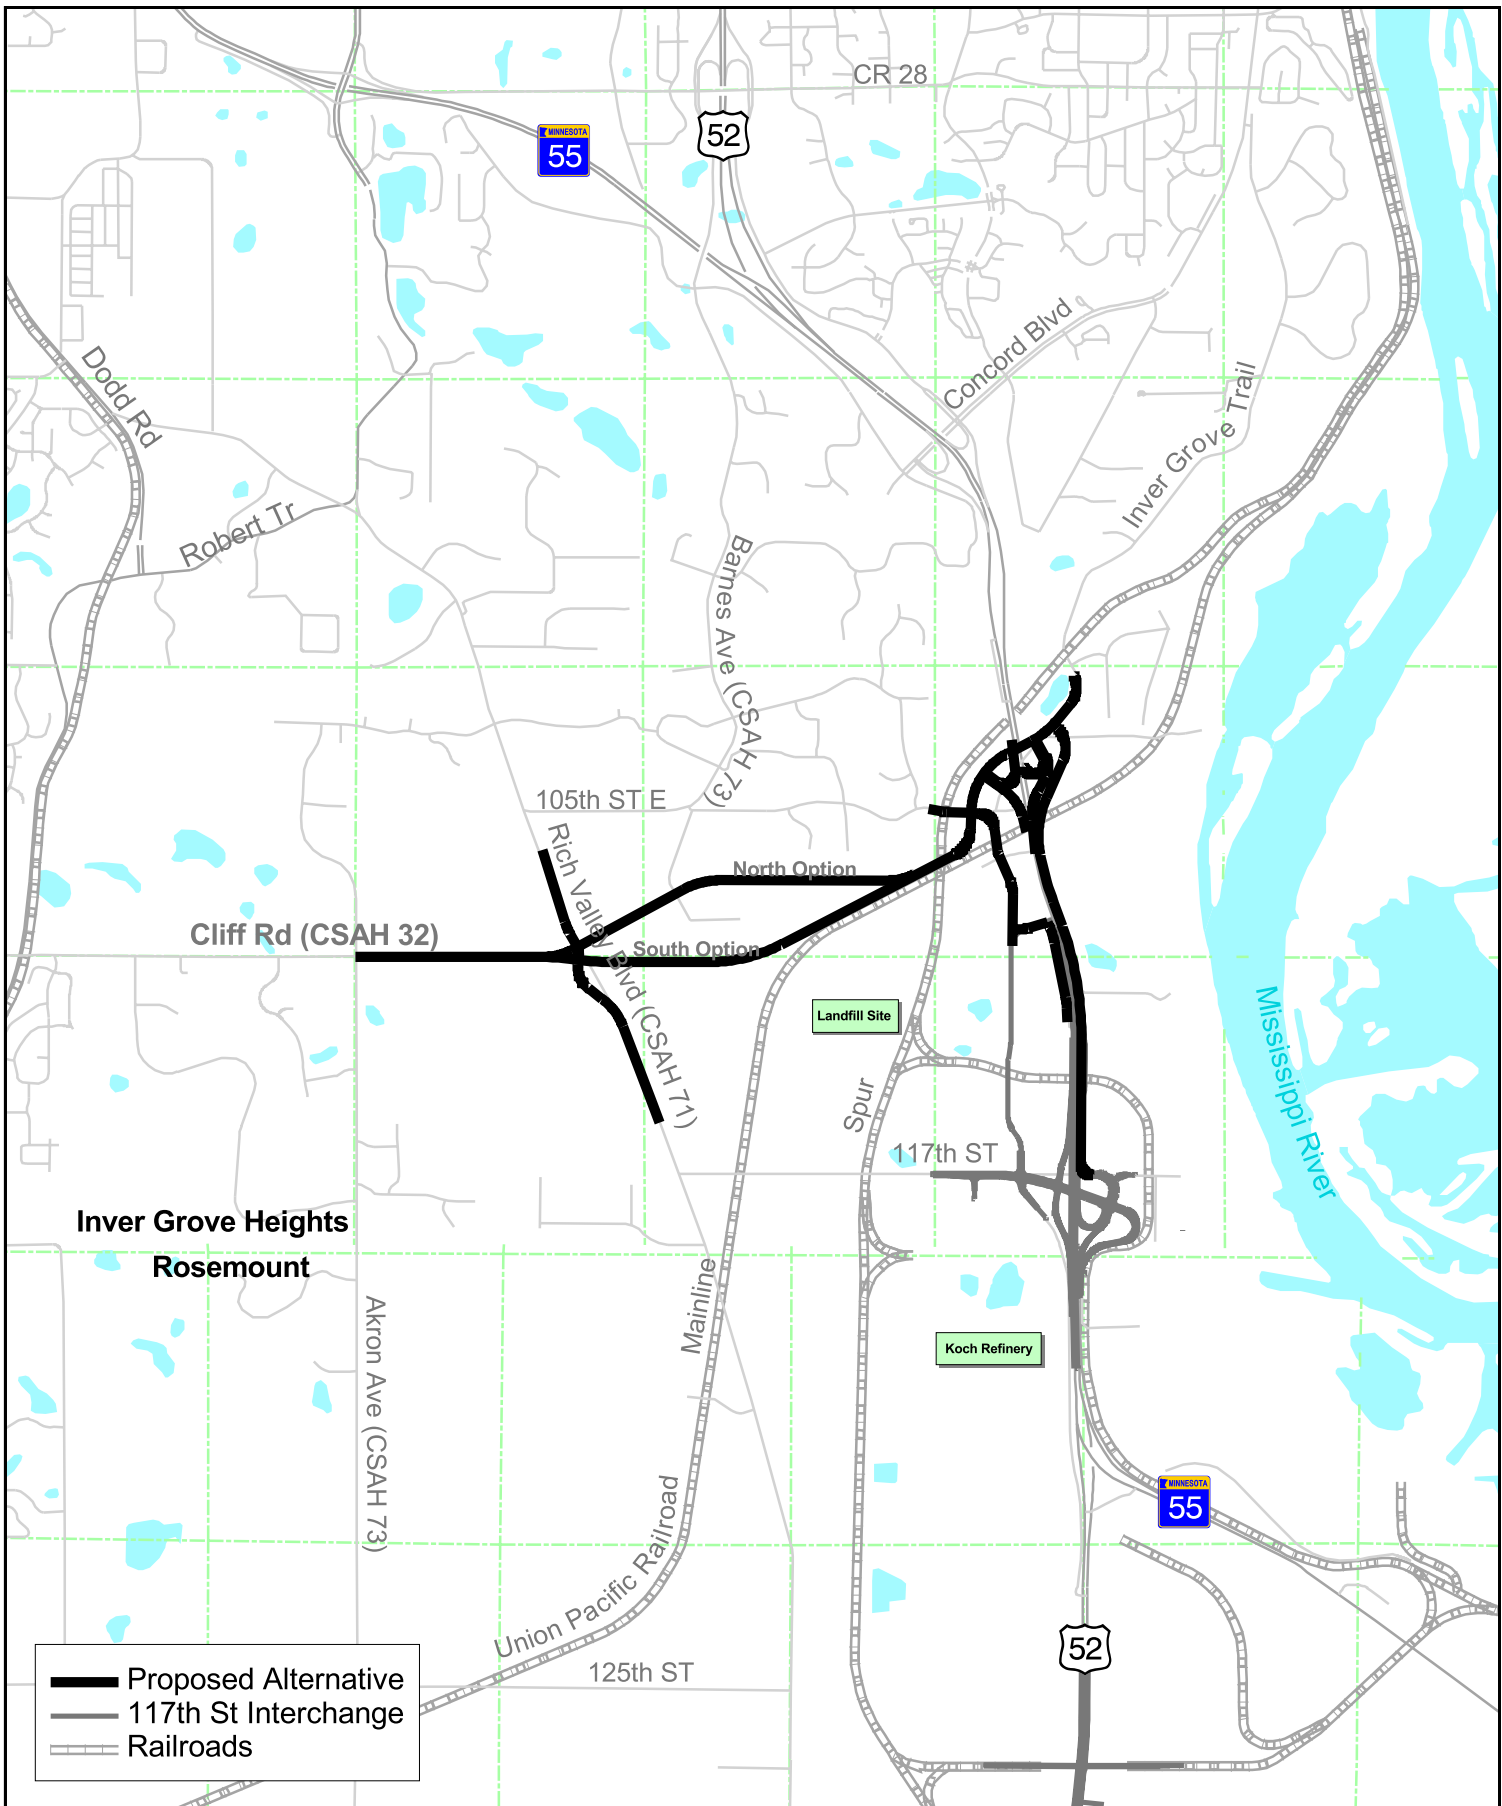 CR 28
MINNESOTA
55
52
Dodd Rd
Concord Blvd
Inver Grove Trail
Robert Tr
Barnes Ave (CSAH 73)
105th ST E
Rich Valley Blvd (CSAH 71)
North Option
Cliff Rd (CSAH 32)
South Option
Landfill Site
Mississippi River
Spur
117th ST
Inver Grove Heights
Rosemount
Mainline
Akron Ave (CSAH 73)
Koch Refinery
MINNESOTA
55
Union Pacific Railroad
52
125th ST
Proposed Alternative
117th St Interchange
Railroads